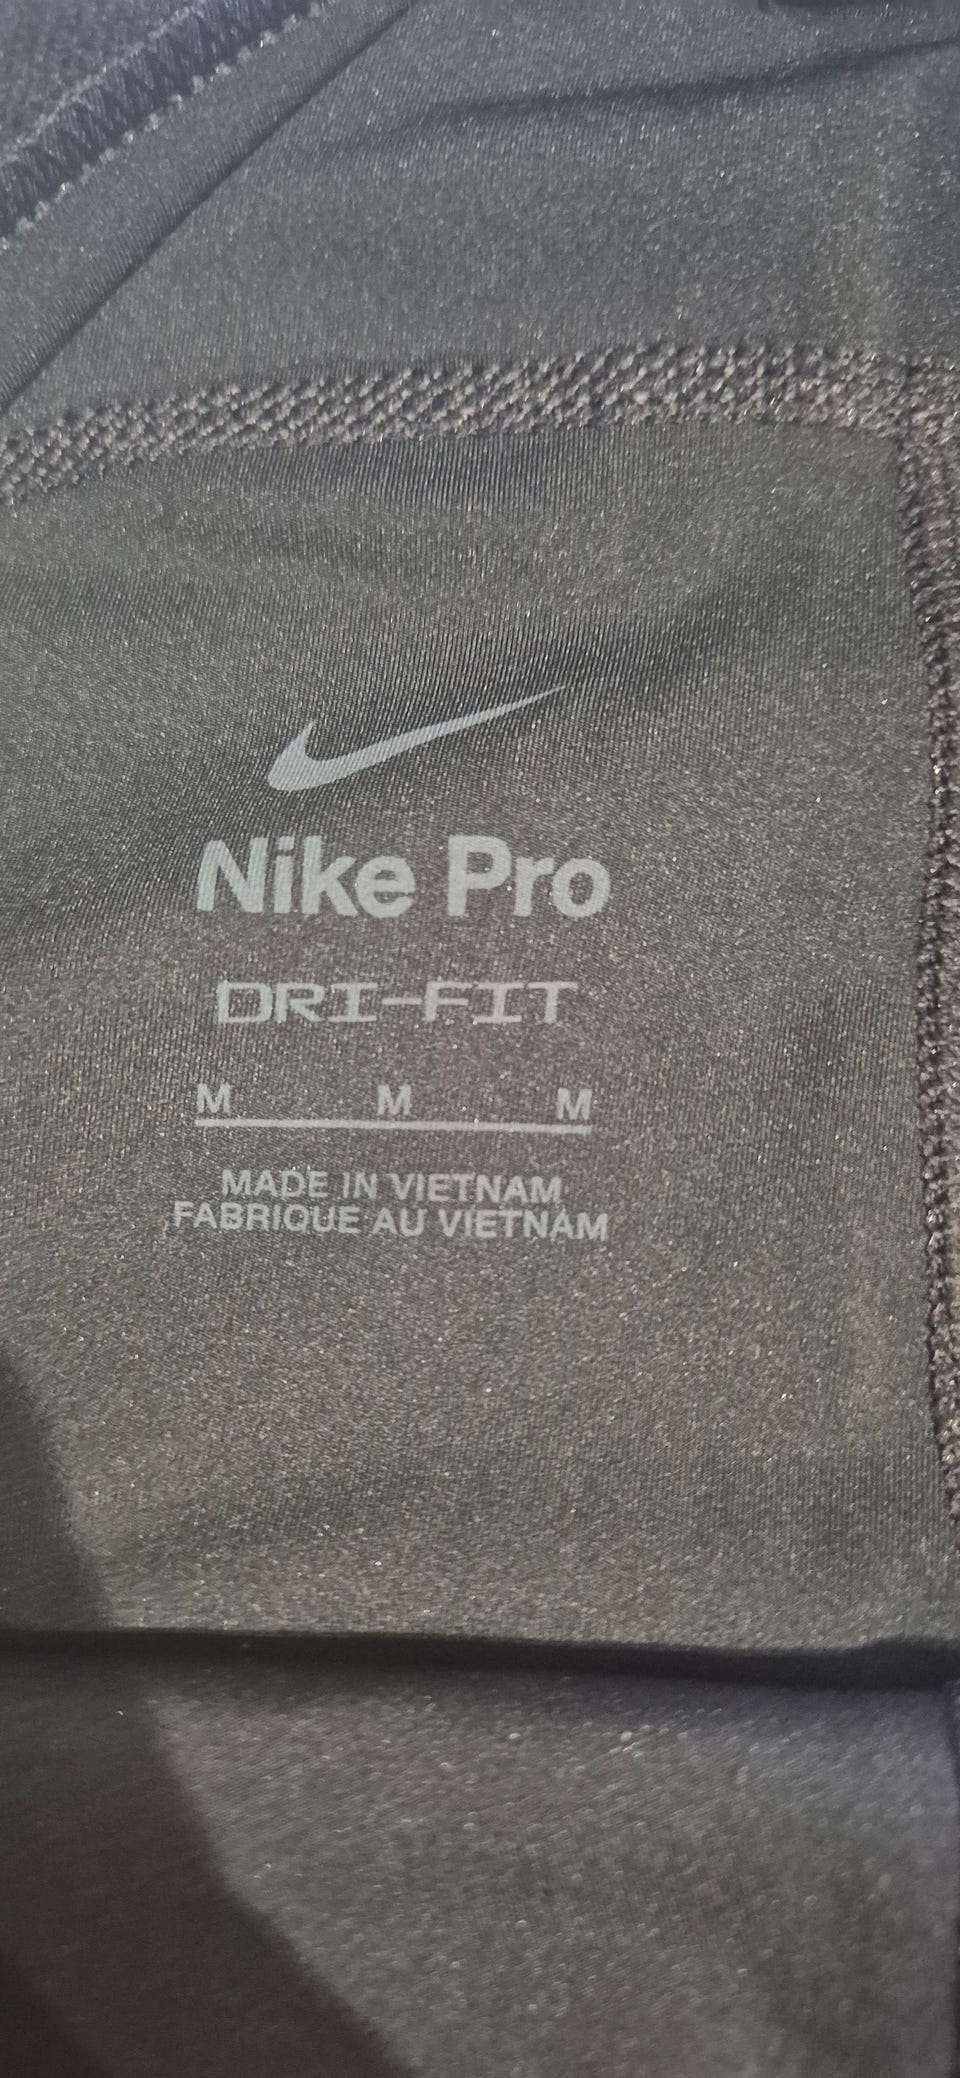 Nike Pro
DRI-FIT
M M M
MADE IN VIETNAM
FABRIQUE AU VIETNAM